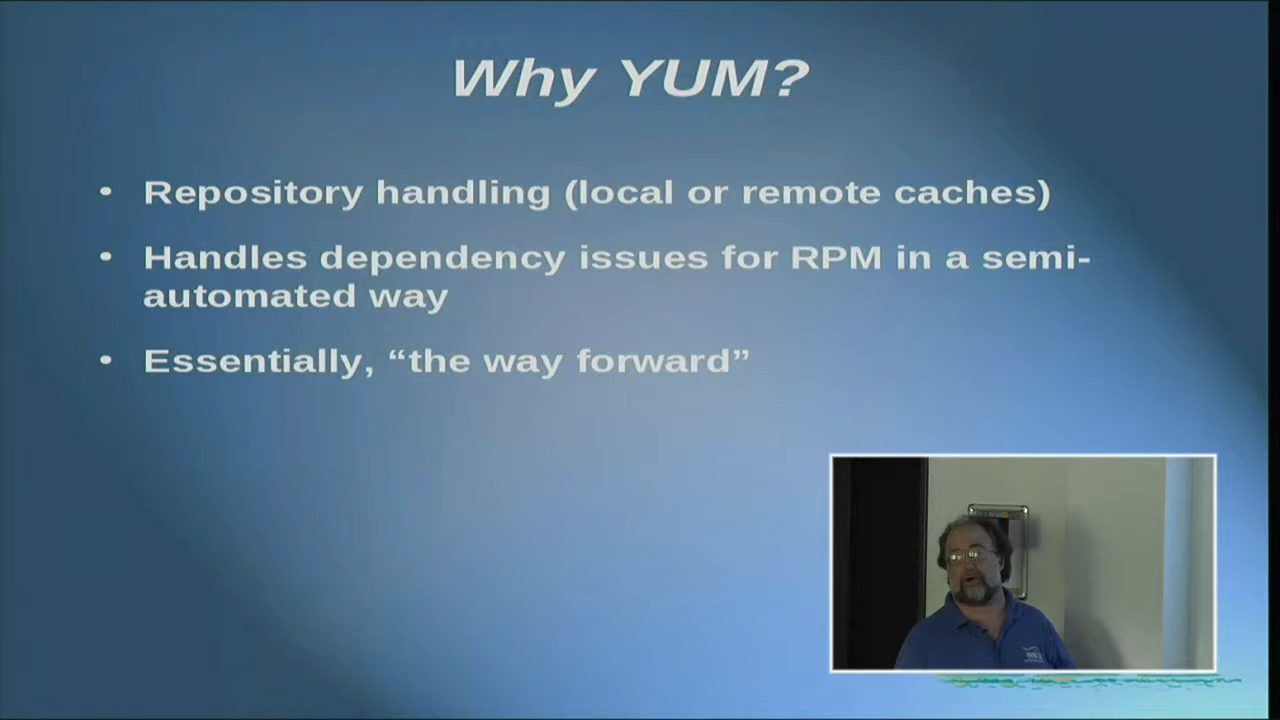 Why YUM?
• Repository handling (local or remote caches)
• Handles dependency issues for RPM in a semi-
automated way
• Essentially, “the way forward”